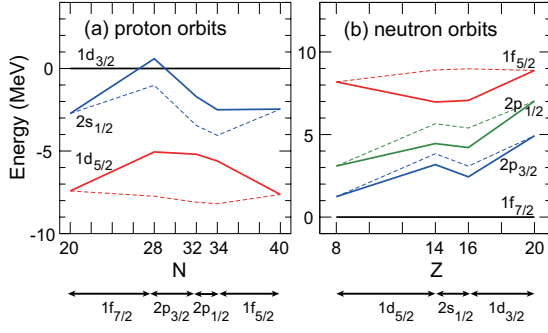 (a) proton orbits
(b) neutron orbits
Energy (MeV)
0
-5
-10
1d3/2
2s1/2
1d5/2
20 28 32 34 40
N
1f7/2 2p3/2 2p1/2 1f5/2
10
5
0
1f5/2
2p1/2
2p3/2
1f7/2
8 14 16 20
Z
1d5/2 2s1/2 1d3/2